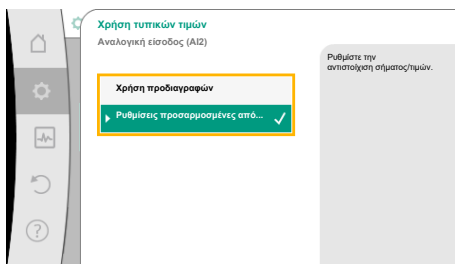 Χρήση τυπικών τιμών
Αναλογική είσοδος (AI2)
Χρήση προδιαγραφών
Ρυθμίσεις προσαρμοσμένες από...
Ρυθμίστε την
αντιστοίχιση σήματος/τιμών.